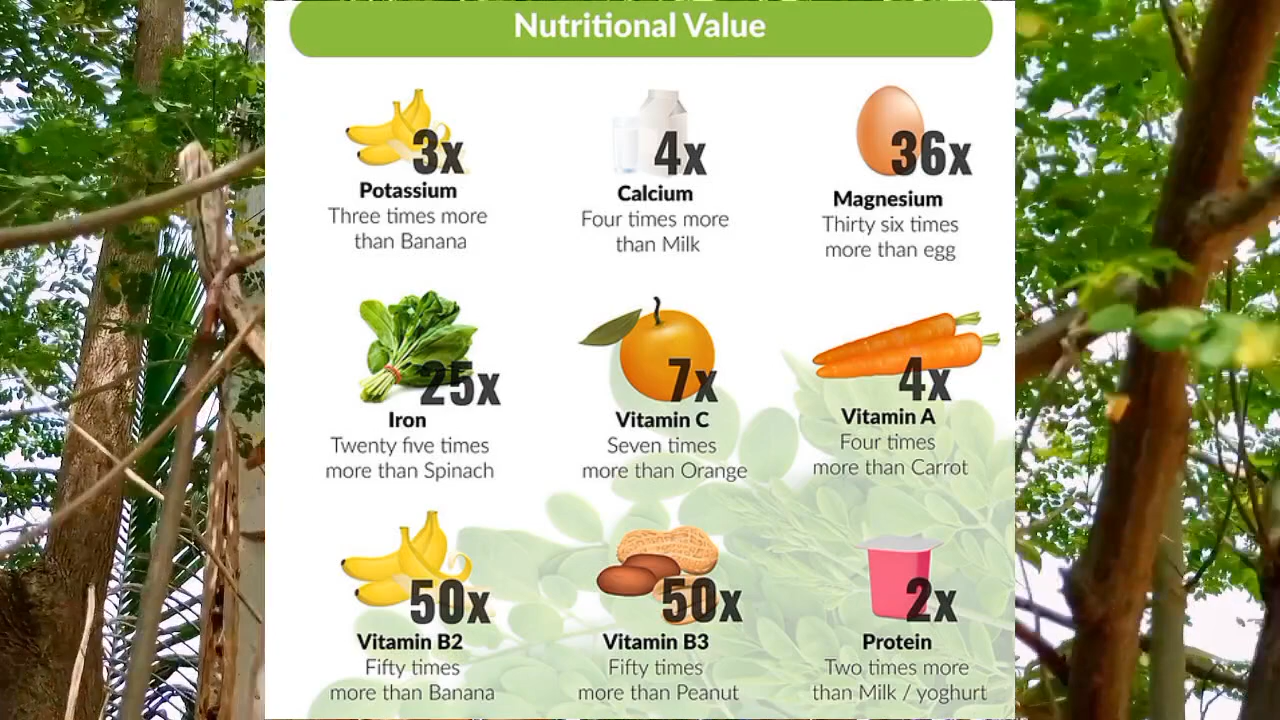 Nutritional Value
3x
Potassium
Three times more
than Banana
4x
Calcium
Four times more
than Milk
36x
Magnesium
Thirty six times
more than egg
25x
Iron
Twenty five times
more than Spinach
7x
Vitamin C
Seven times
more than Orange
4x
Vitamin A
Four times
more than Carrot
50x
Vitamin B2
Fifty times
more than Banana
50x
Vitamin B3
Fifty times
more than Peanut
2x
Protein
Two times more
than Milk / yoghurt